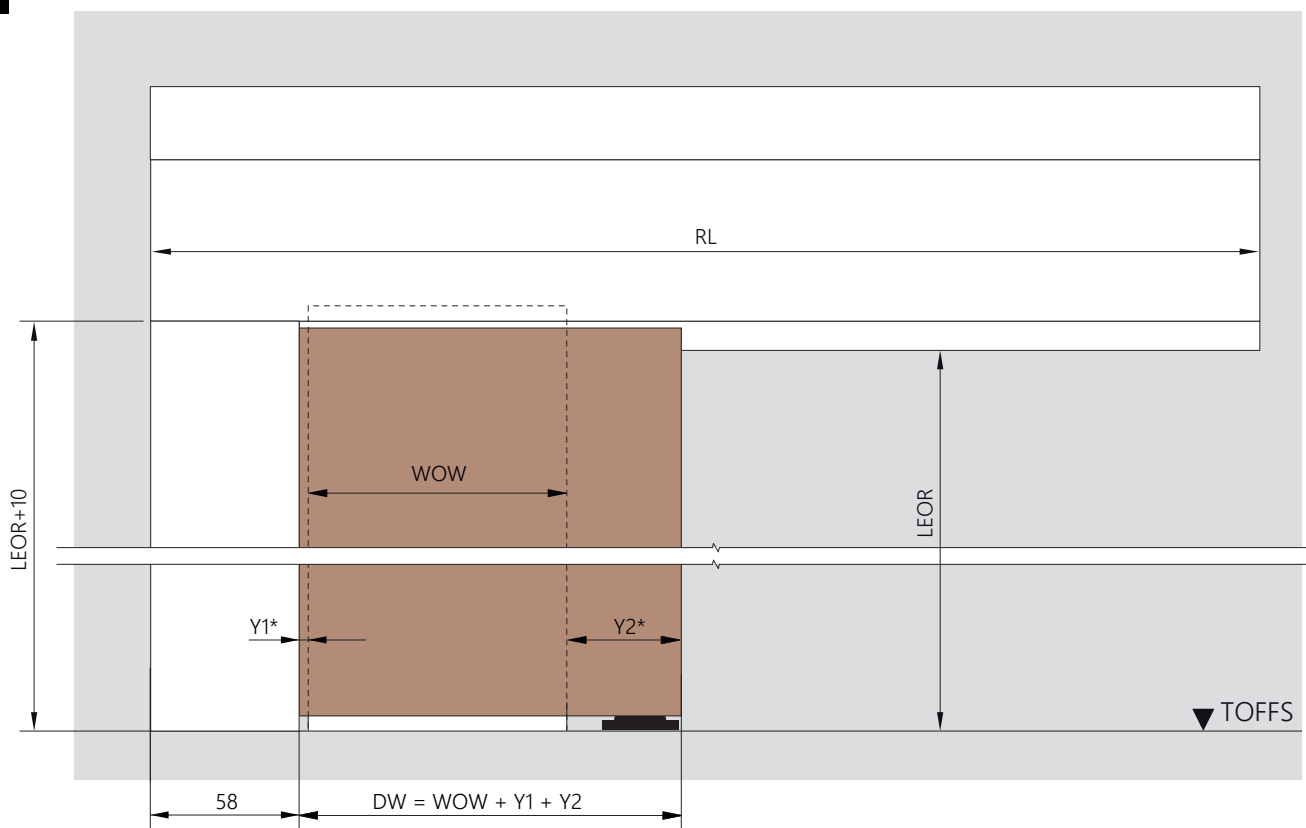 RL
WOW
LEOR+10
LEOR
Y1*
Y2*
TOFFS
58
DW = WOW + Y1 + Y2